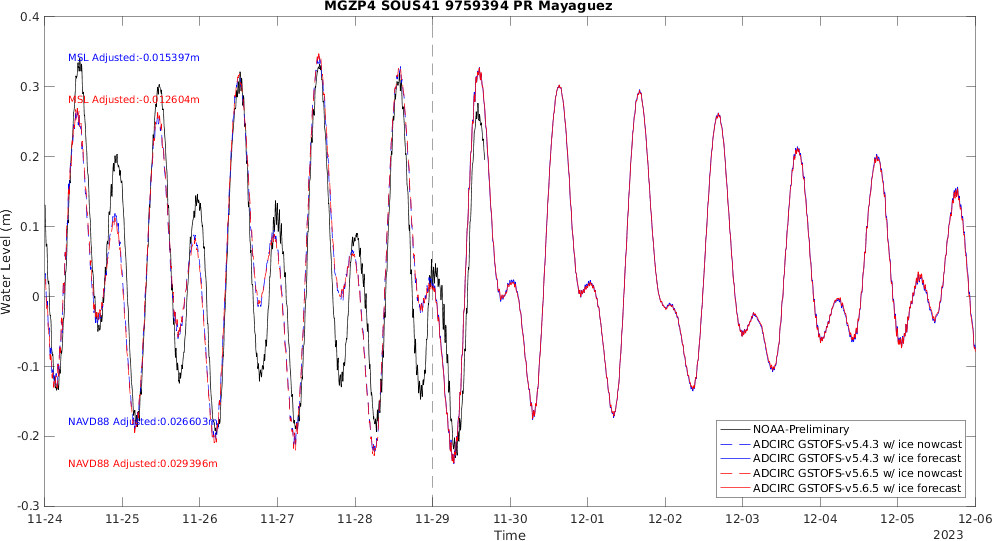 MGZP4 SOUS41 9759394 PR Mayaguez
0.4
0.3
0.2
0.1
0
-0.1
-0.2
-0.3
Water Level (m)
MSL Adjusted:-0.015397m
MSL Adjusted:-0.012604m
NAVD88 Adjusted:0.026603m
NAVD88 Adjusted:0.029396m
NOAA-Preliminary
ADCIRC GSTOFS-v5.4.3 w/ ice nowcast
ADCIRC GSTOFS-v5.4.3 w/ ice forecast
ADCIRC GSTOFS-v5.6.5 w/ ice nowcast
ADCIRC GSTOFS-v5.6.5 w/ ice forecast
11-24 11-25 11-26 11-27 11-28 11-29 11-30 12-01 12-02 12-03 12-04 12-05 12-06
Time
2023